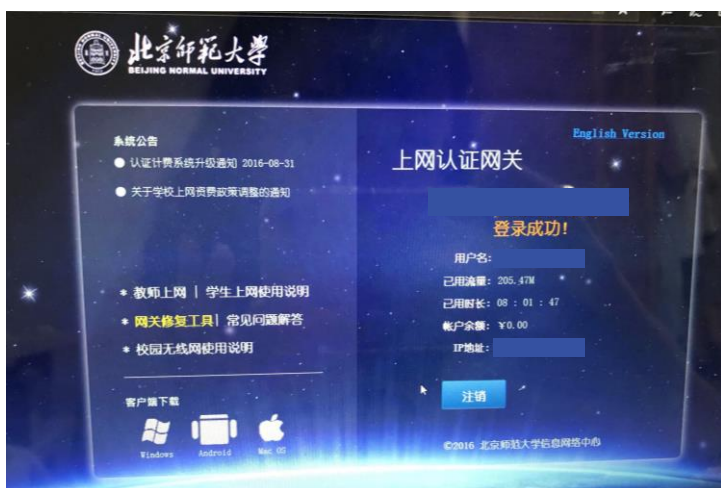 北京師範大學
BEIJING NORMAL UNIVERSITY
English Version
系统公告
● 认证计费系统升级通知 2016-08-31
● 关于学校上网资费政策调整的通知
* 教师上网 | 学生上网使用说明
* 网关修复工具| 常见问题解答
* 校园无线网使用说明
客户端下载
Windows Android Mac OS
上网认证网关
登录成功!
用户名:
已用流量: 205.47M
已用时长: 08 : 01 : 47
帐户余额: ¥0.00
IP地址:
注销
©2016 北京师范大学信息网络中心